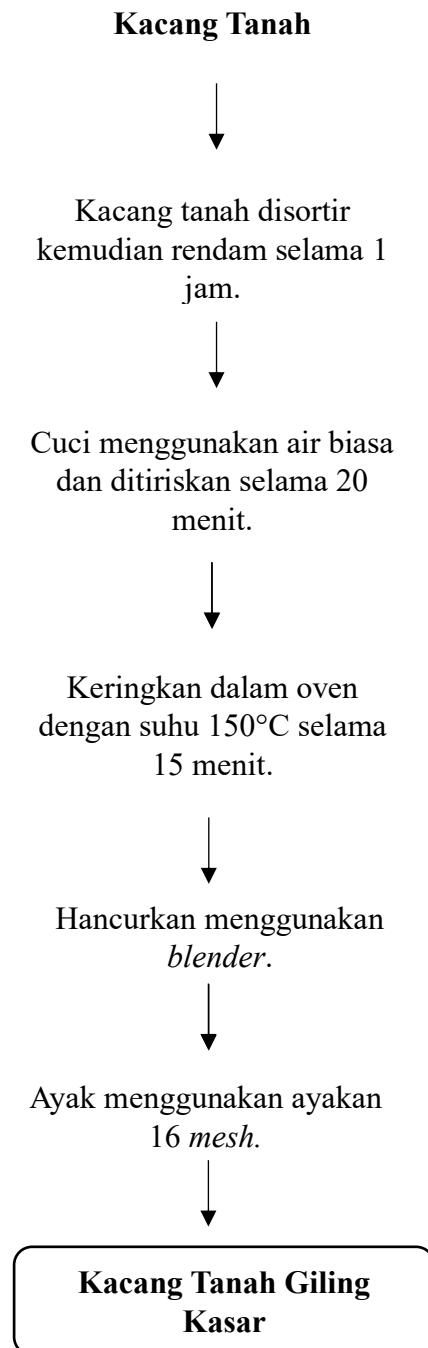 Kacang Tanah
Kacang tanah disortir
kemudian rendam selama 1
jam.
Cuci menggunakan air biasa
dan ditiriskan selama 20
menit.
Keringkan dalam oven
dengan suhu 150°C selama
15 menit.
Hancurkan menggunakan
blender.
Ayak menggunakan ayakan
16 mesh.
Kacang Tanah Giling
Kasar